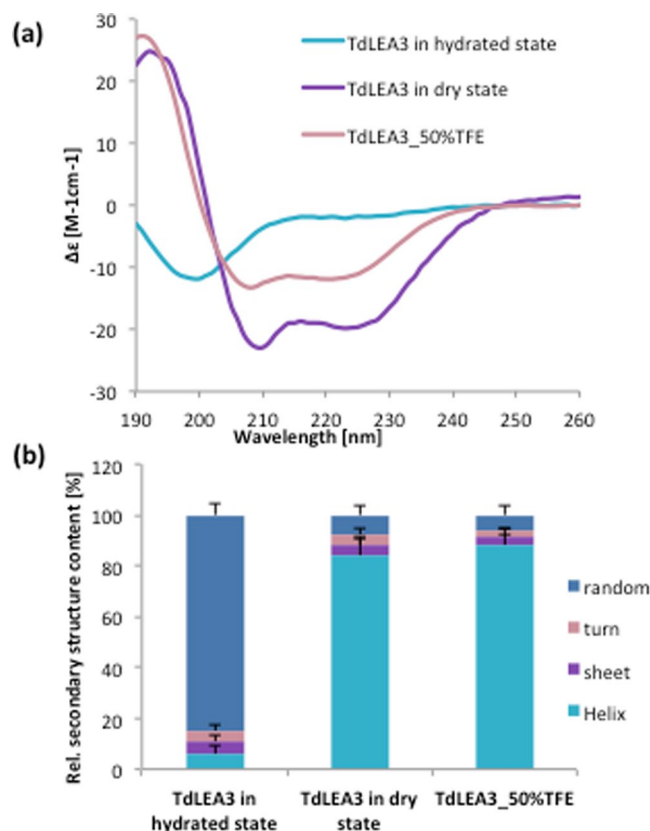 (a)
30
20
10
0
-10
-20
-30
Δε [M-1cm-1]
TdLEA3 in hydrated state
TdLEA3 in dry state
TdLEA3_50%TFE
190 200 210 220 230 240 250 260
Wavelength [nm]
(b)
120
100
80
60
40
20
0
Rel. secondary structure content [%]
random
turn
sheet
Helix
TdLEA3 in
hydrated state
TdLEA3 in dry
state
TdLEA3_50%TFE